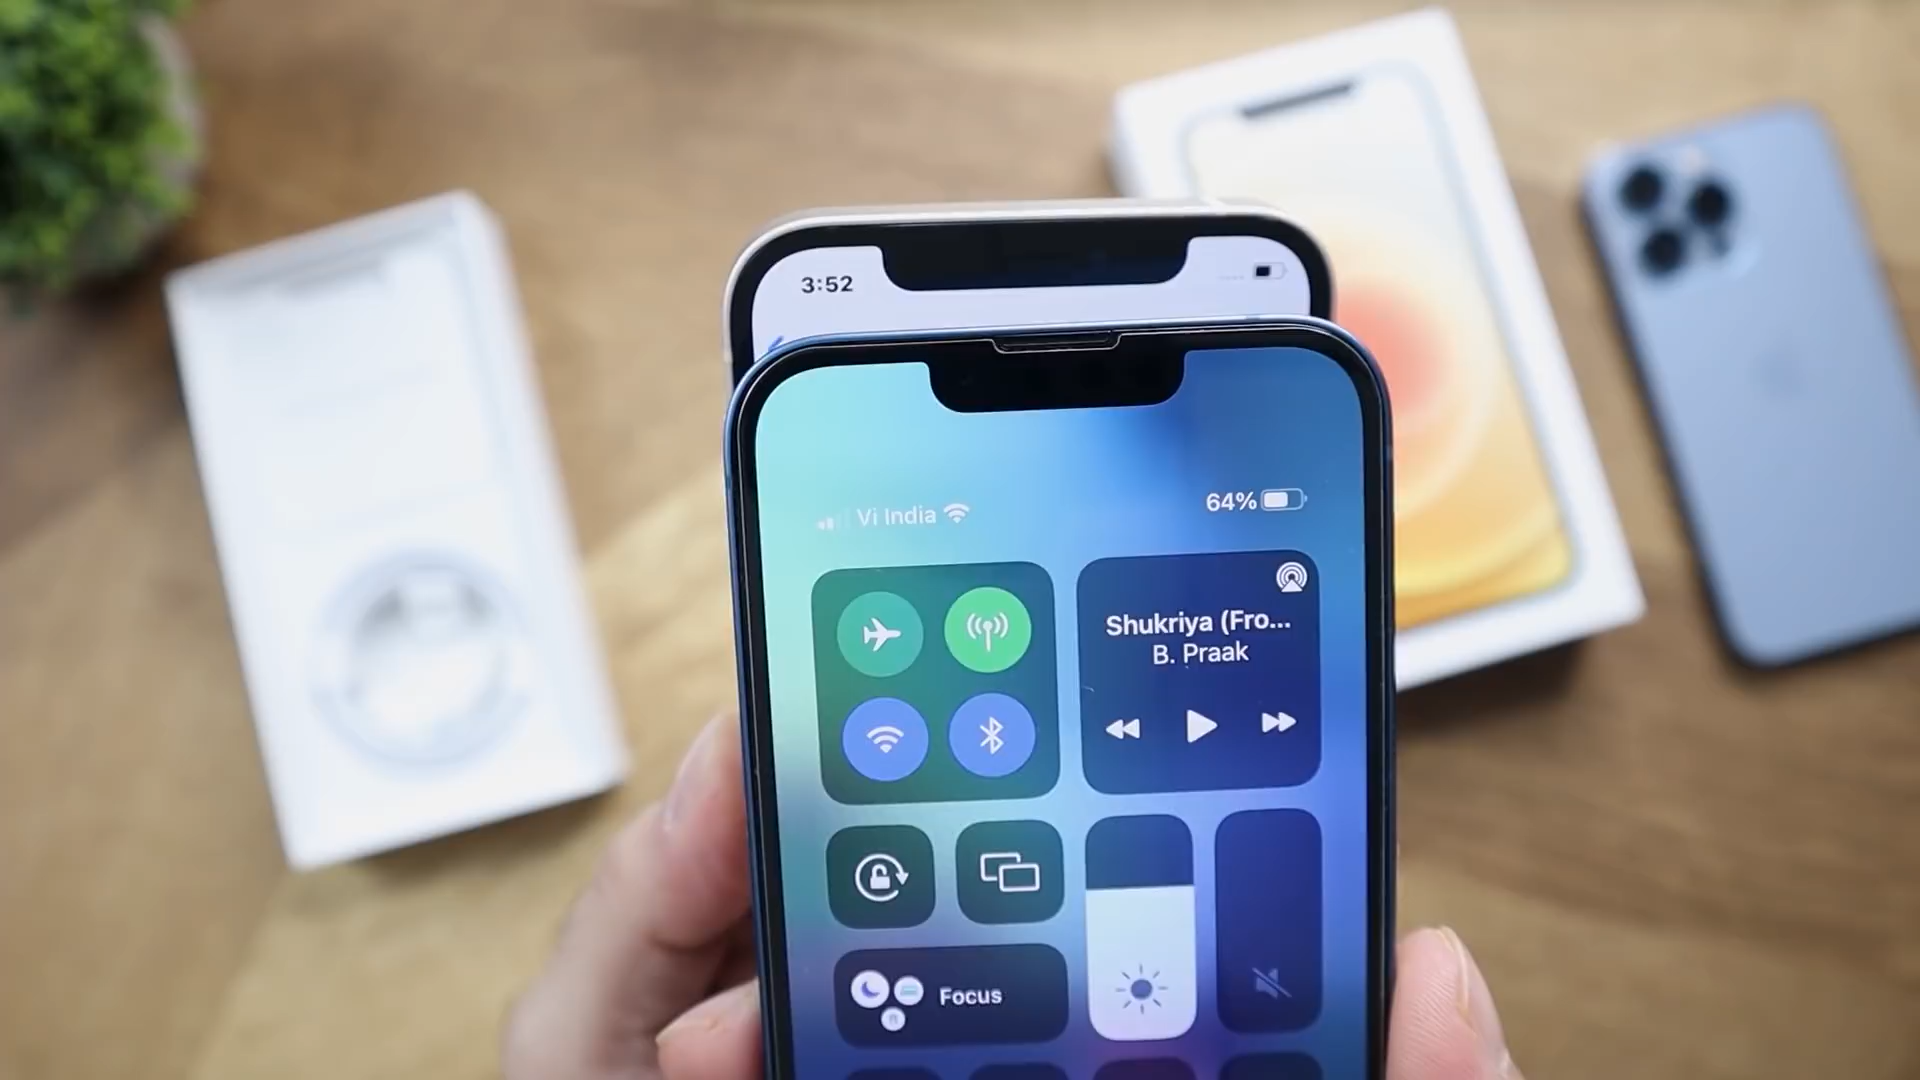 3:52
Vi India
64%
Shukriya (Fro...
B. Praak
Focus